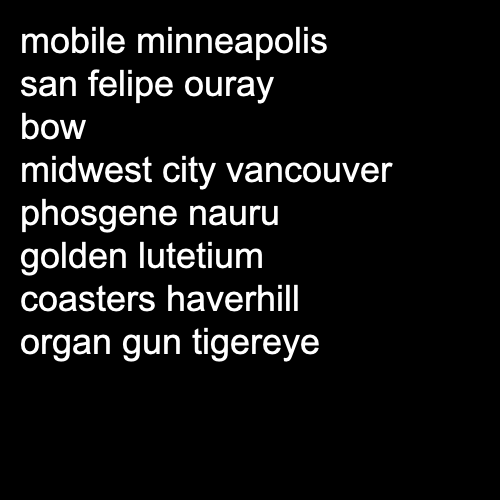 mobile minneapolis
san felipe ouray
bow
midwest city vancouver
phosgene nauru
golden lutetium
coasters haverhill
organ gun tigereye